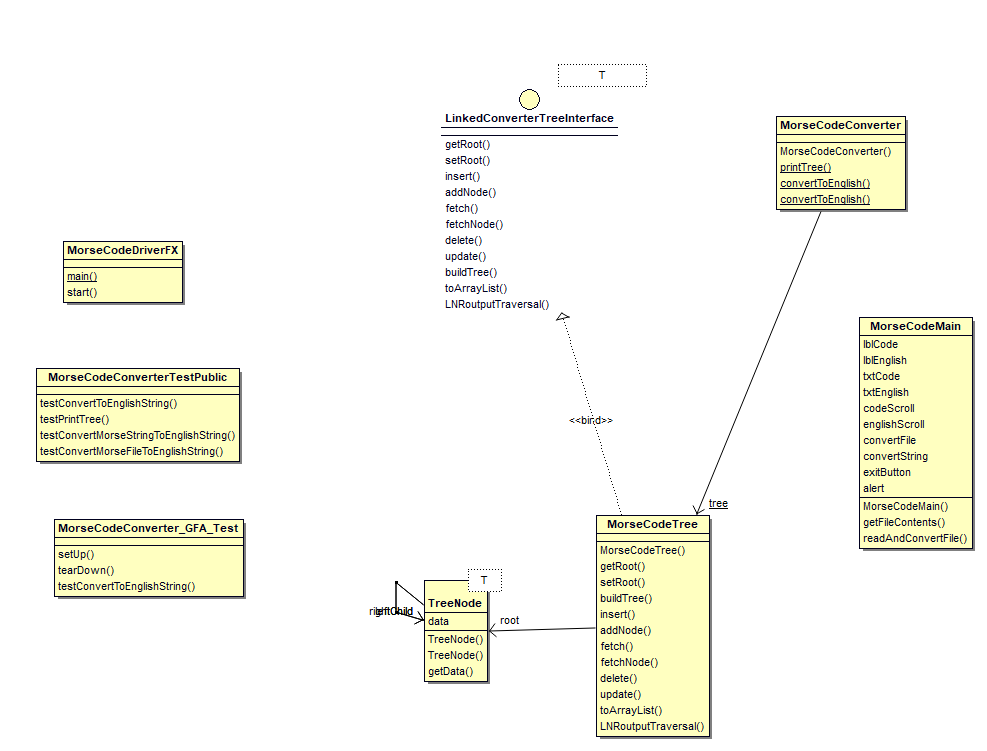 T
LinkedConverterTreeInterface
getRoot()
setRoot()
insert()
addNode()
fetch()
fetchNode()
delete()
update()
buildTree()
toArrayList()
LNRoutputTraversal()
MorseCodeConverter
MorseCodeConverter()
printTree()
convertToEnglish()
convertToEnglish()
MorseCodeDriverFX
main()
start()
MorseCodeMain
lblCode
lblEnglish
txtCode
txtEnglish
codeScroll
englishScroll
convertFile
convertString
exitButton
alert
MorseCodeMain()
getFileContents()
readAndConvertFile()
MorseCodeConverterTestPublic
testConvertToEnglishString()
testPrintTree()
testConvertMorseStringToEnglishString()
testConvertMorseFileToEnglishString()
<<bind>>
tree
MorseCodeConverter_GFA_Test
setUp()
tearDown()
testConvertToEnglishString()
MorseCodeTree
MorseCodeTree()
getRoot()
setRoot()
buildTree()
insert()
addNode()
fetch()
fetchNode()
delete()
update()
toArrayList()
LNRoutputTraversal()
T
TreeNode
data
TreeNode()
TreeNode()
getData()
root